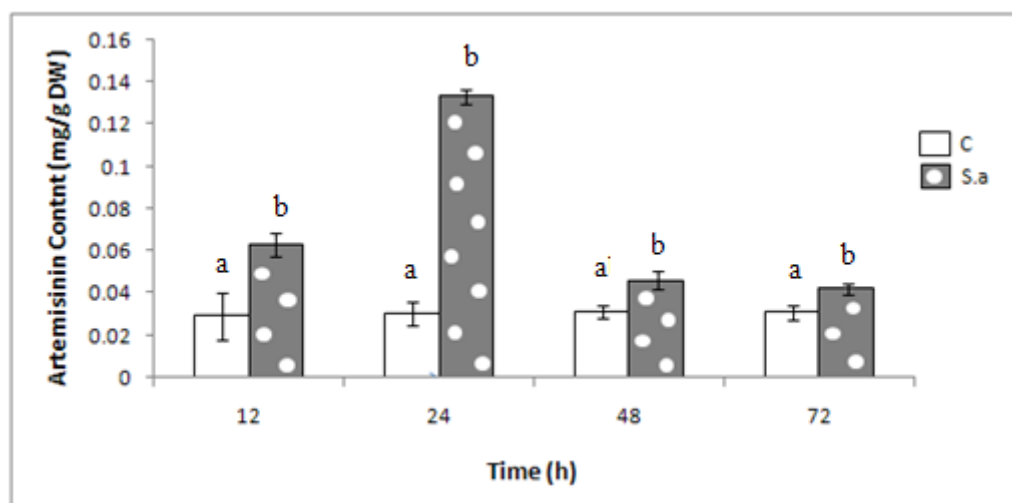 Artemisinin Contnt (mg/g DW)
0.16
0.14
0.12
0.1
0.08
0.06
0.04
0.02
0
a b
a b
a' b
a b
12 24 48 72
Time (h)
C
S.a